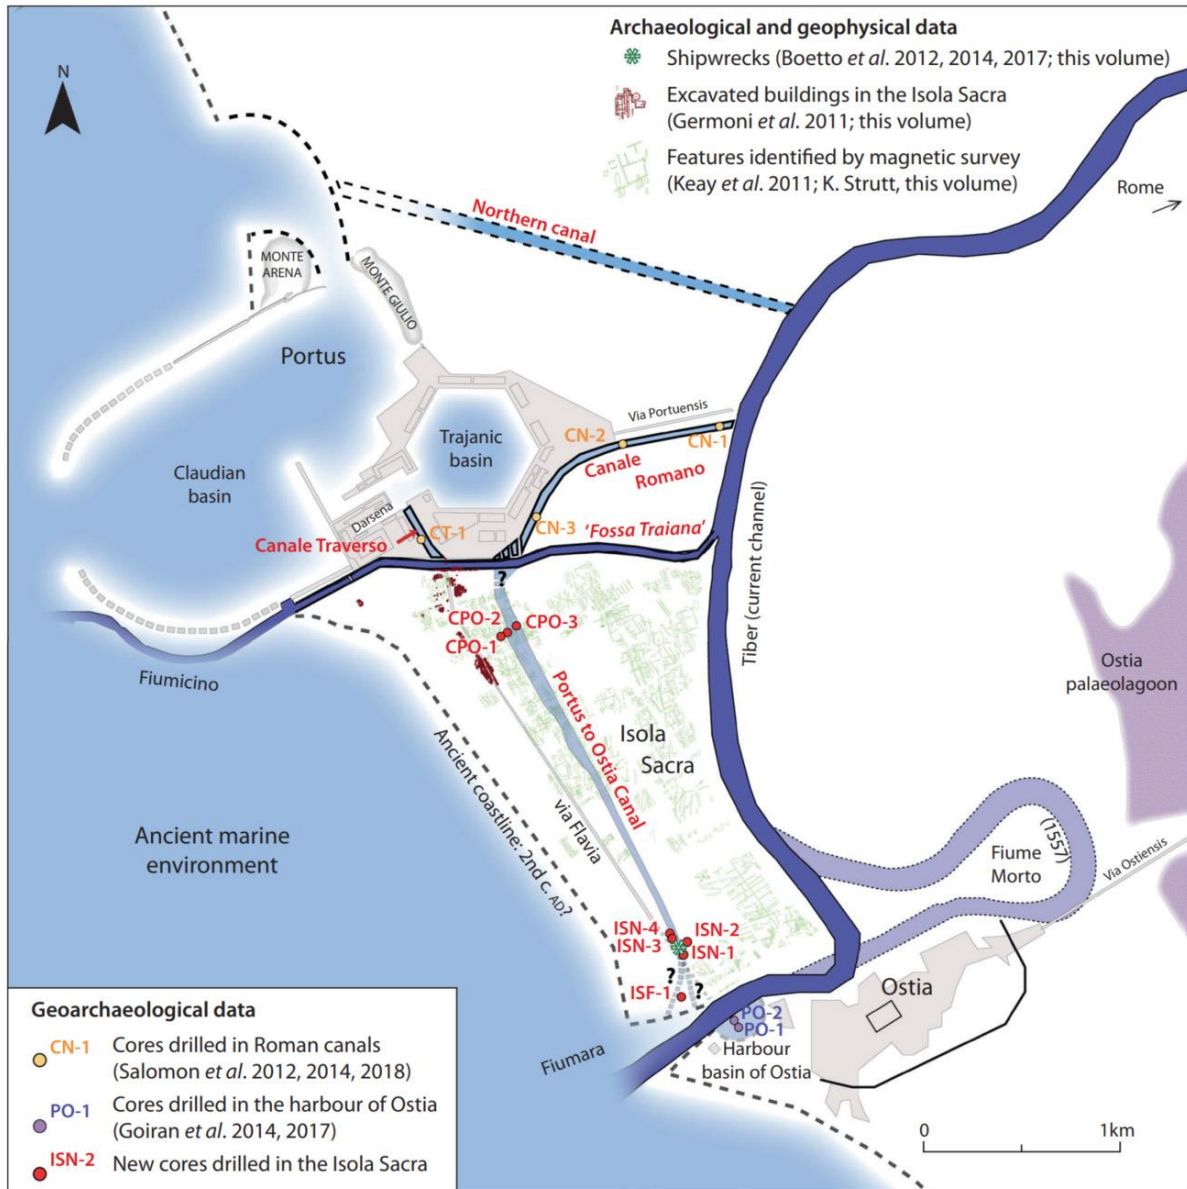 Archaeological and geophysical data
Shipwrecks (Boetto et al. 2012, 2014, 2017; this volume)
Excavated buildings in the Isola Sacra
(Germoni et al. 2011; this volume)
Features identified by magnetic survey
(Keay et al. 2011; K. Strutt, this volume)
N
Rome
Northern canal
MONTE
ARENA
MONTE GIULIO
Portus
Via Portuensis
Trajanic
basin
CN-2
CN-1
Canale
Romano
Claudian
basin
Darsena
CN-3
CT-1
Canale Traverso
'Fossa Traiana'
Tiber (current channel)
?
CPO-2
CPO-3
CPO-1
Fiumicino
Portus to Ostia Canal
Isola
Sacra
Ostia
palaeolagoon
Ancient coastline: 2nd c. AD?
via Flavia
Ancient marine
environment
Fiume
Morto
(1557)
Via Ostiensis
ISN-4
ISN-2
ISN-3
ISN-1
?
?
ISF-1
Ostia
PO-2
PO-1
Harbour
basin of Ostia
Fiumara
Geoarchaeological data
CN-1
Cores drilled in Roman canals
(Salomon et al. 2012, 2014, 2018)
PO-1
Cores drilled in the harbour of Ostia
(Goiran et al. 2014, 2017)
ISN-2
New cores drilled in the Isola Sacra
0
1km